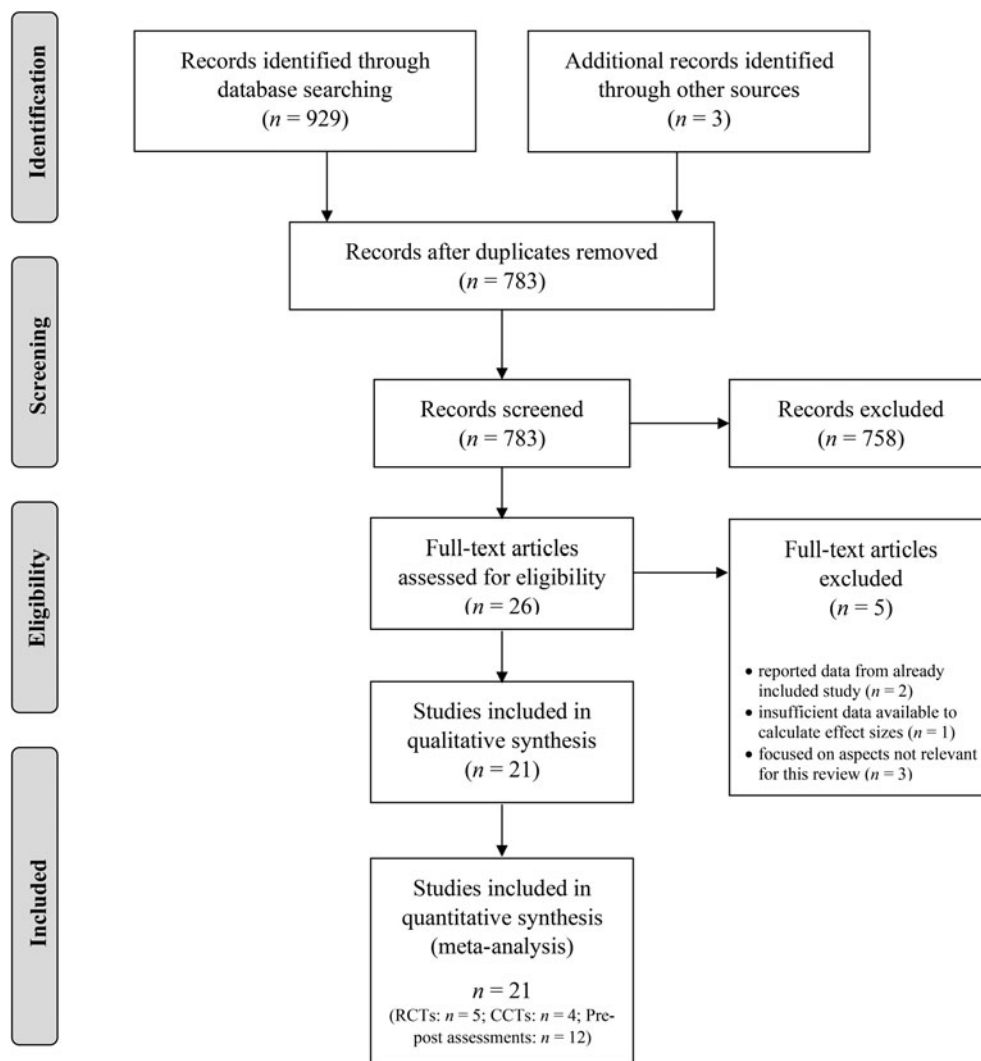 Identification
Records identified through
database searching
(n = 929)
Additional records identified
through other sources
(n = 3)
Records after duplicates removed
(n = 783)
Screening
Records screened
(n = 783)
Records excluded
(n = 758)
Eligibility
Full-text articles
assessed for eligibility
(n = 26)
Full-text articles
excluded
(n = 5)
• reported data from already
included study (n = 2)
• insufficient data available to
calculate effect sizes (n = 1)
• focused on aspects not relevant
for this review (n = 3)
Studies included in
qualitative synthesis
(n = 21)
Included
Studies included in
quantitative synthesis
(meta-analysis)
n = 21
(RCTs: n = 5; CCTs: n = 4; Pre-
post assessments: n = 12)